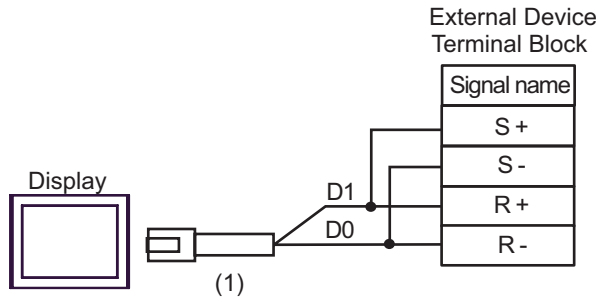 External Device
Terminal Block
Signal name
S +
S -
Display
D1
R +
D0
R -
(1)